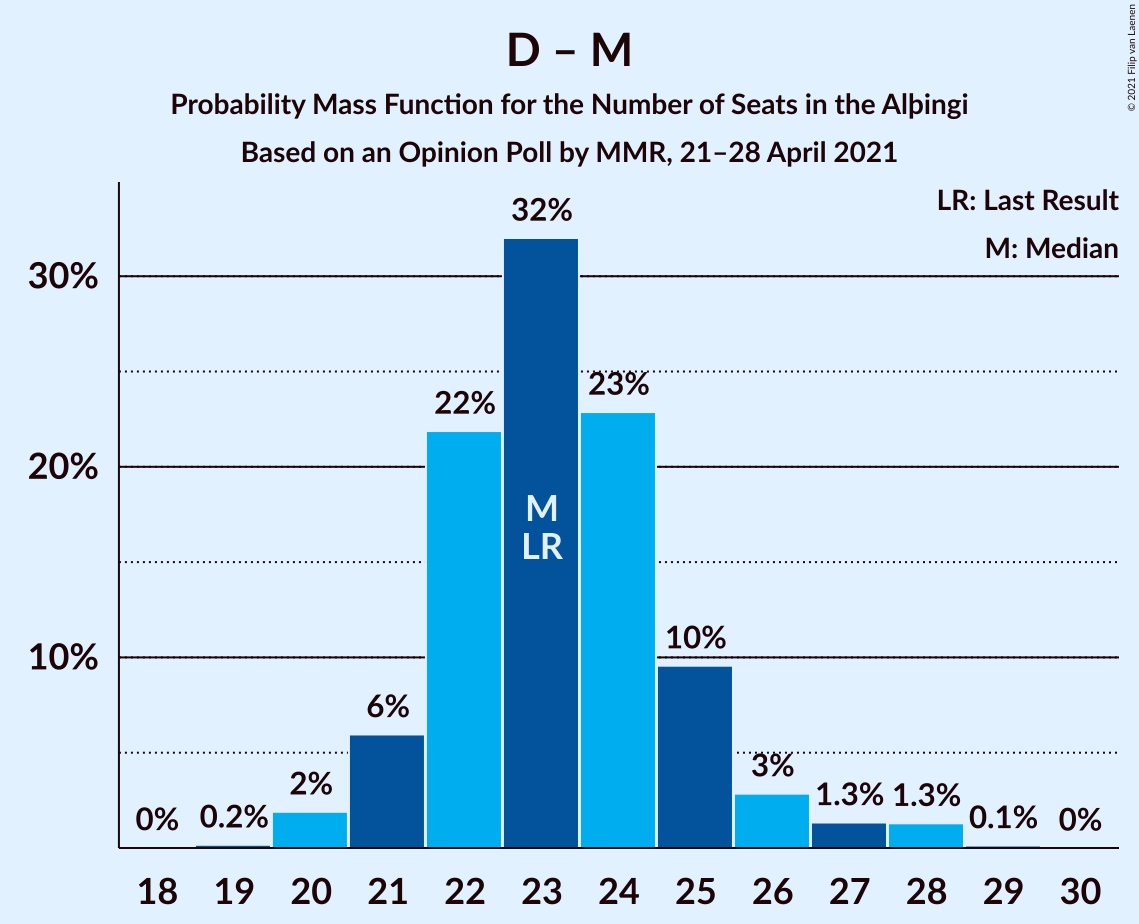 D – M
Probability Mass Function for the Number of Seats in the Alþingi
Based on an Opinion Poll by MMR, 21–28 April 2021
© 2021 Filip van Laenen
LR: Last Result
M: Median
30%
20%
10%
0%
0.2%
2%
6%
22%
32%
23%
10%
3%
1.3%
1.3%
0.1%
0%
M
LR
18 19 20 21 22 23 24 25 26 27 28 29 30